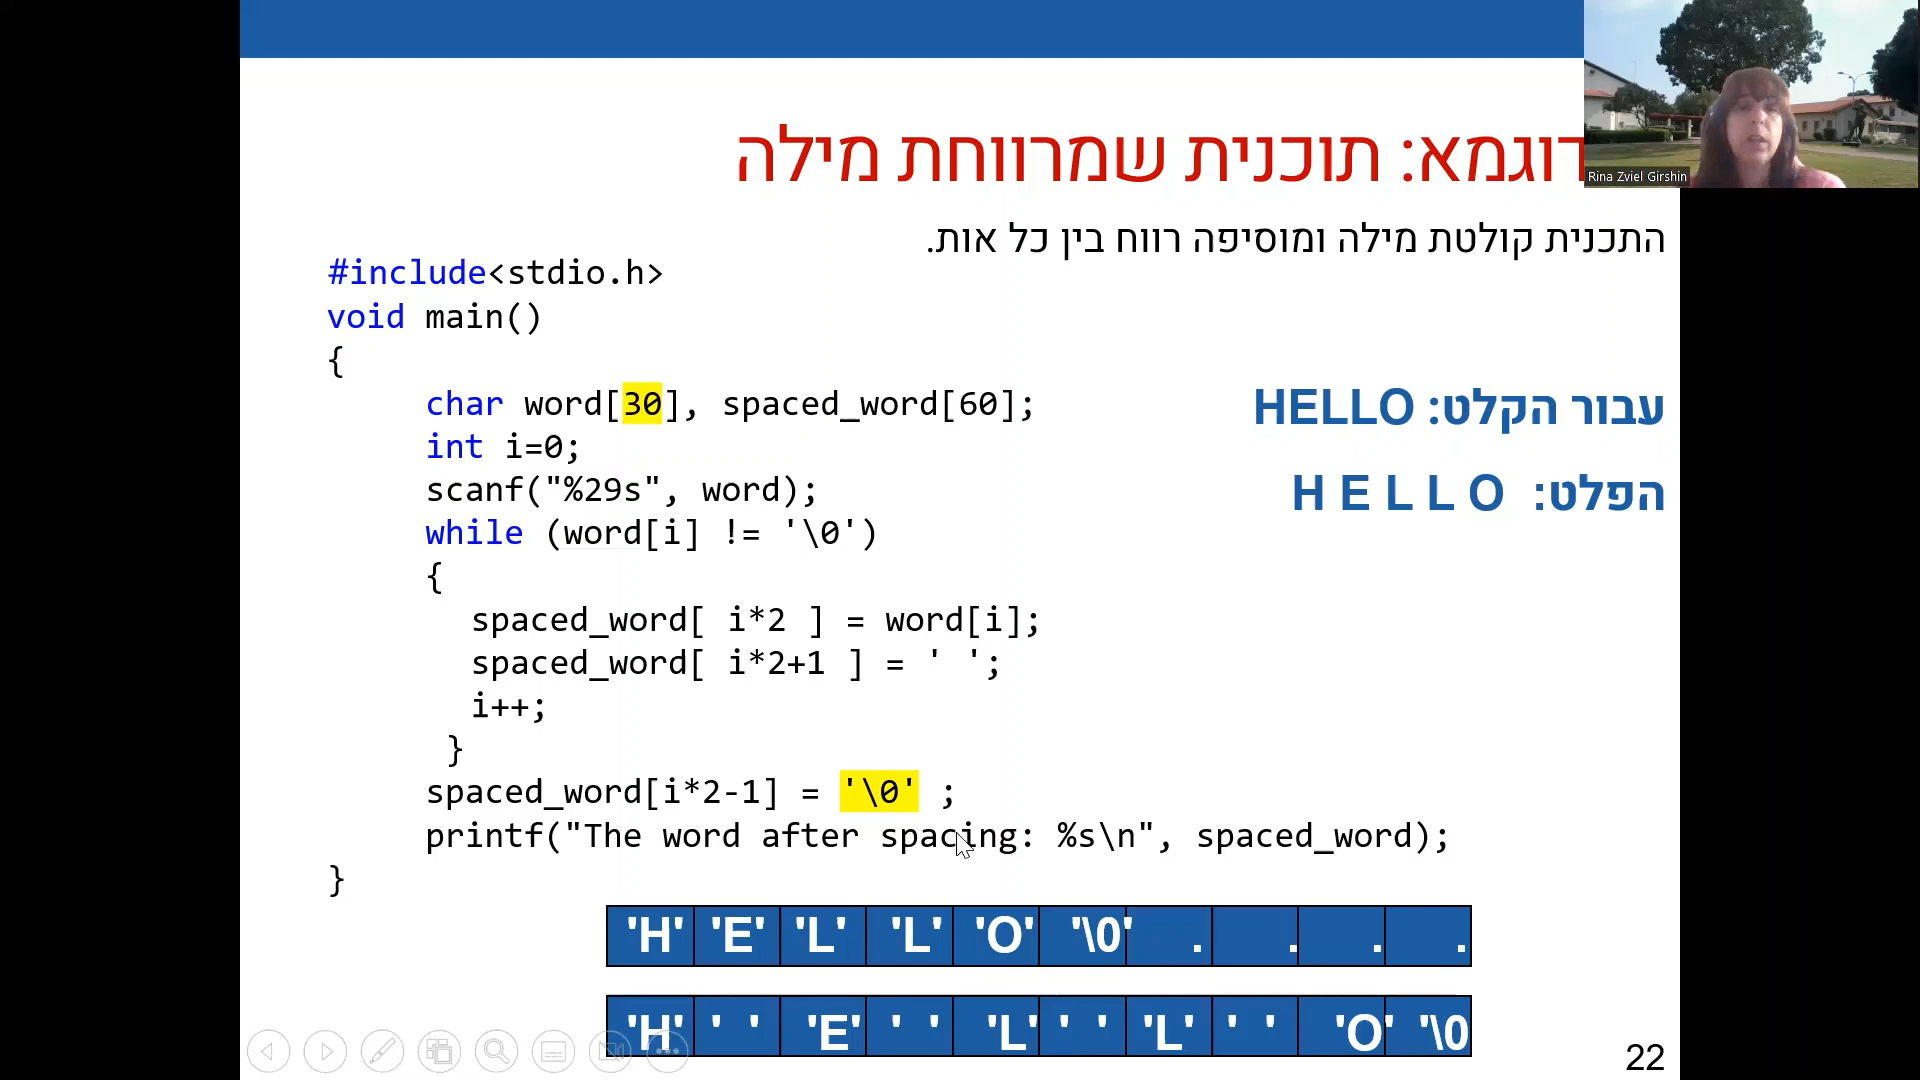 דוגמא: תוכנית שמרווחת מילה
Rina Zviel Girshin
התכנית קולטת מילה ומוסיפה רווח בין כל אות.
#include<stdio.h>
void main()
{
char word[30], spaced_word[60];
int i=0;
scanf("%29s", word);
while (word[i] != '\0')
{
spaced_word[ i*2 ] = word[i];
spaced_word[ i*2+1 ] = ' ';
i++;
}
spaced_word[i*2-1] = '\0' ;
printf("The word after spacing: %s\n", spaced_word);
}
עבור הקלט: HELLO
הפלט: H E L L O
'H' 'E' 'L' 'L' 'O' '\0' . . . .
'H' ' ' 'E' ' ' 'L' ' ' 'L' ' ' 'O' '\0
22